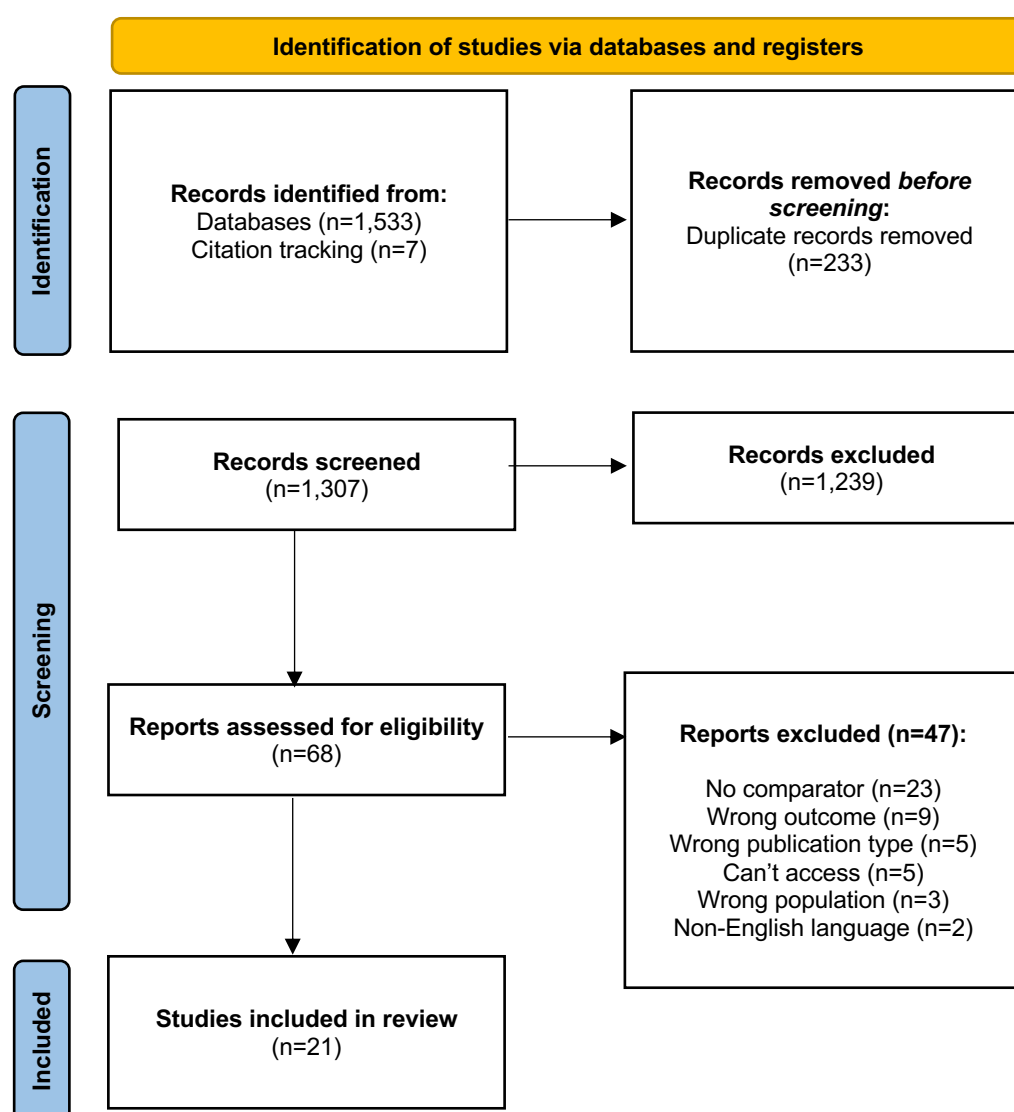 Identification of studies via databases and registers
Identification
Records identified from:
Databases (n=1,533)
Citation tracking (n=7)
Records removed before
screening:
Duplicate records removed
(n=233)
Screening
Records screened
(n=1,307)
Records excluded
(n=1,239)
Reports assessed for eligibility
(n=68)
Reports excluded (n=47):
No comparator (n=23)
Wrong outcome (n=9)
Wrong publication type (n=5)
Can’t access (n=5)
Wrong population (n=3)
Non-English language (n=2)
Included
Studies included in review
(n=21)